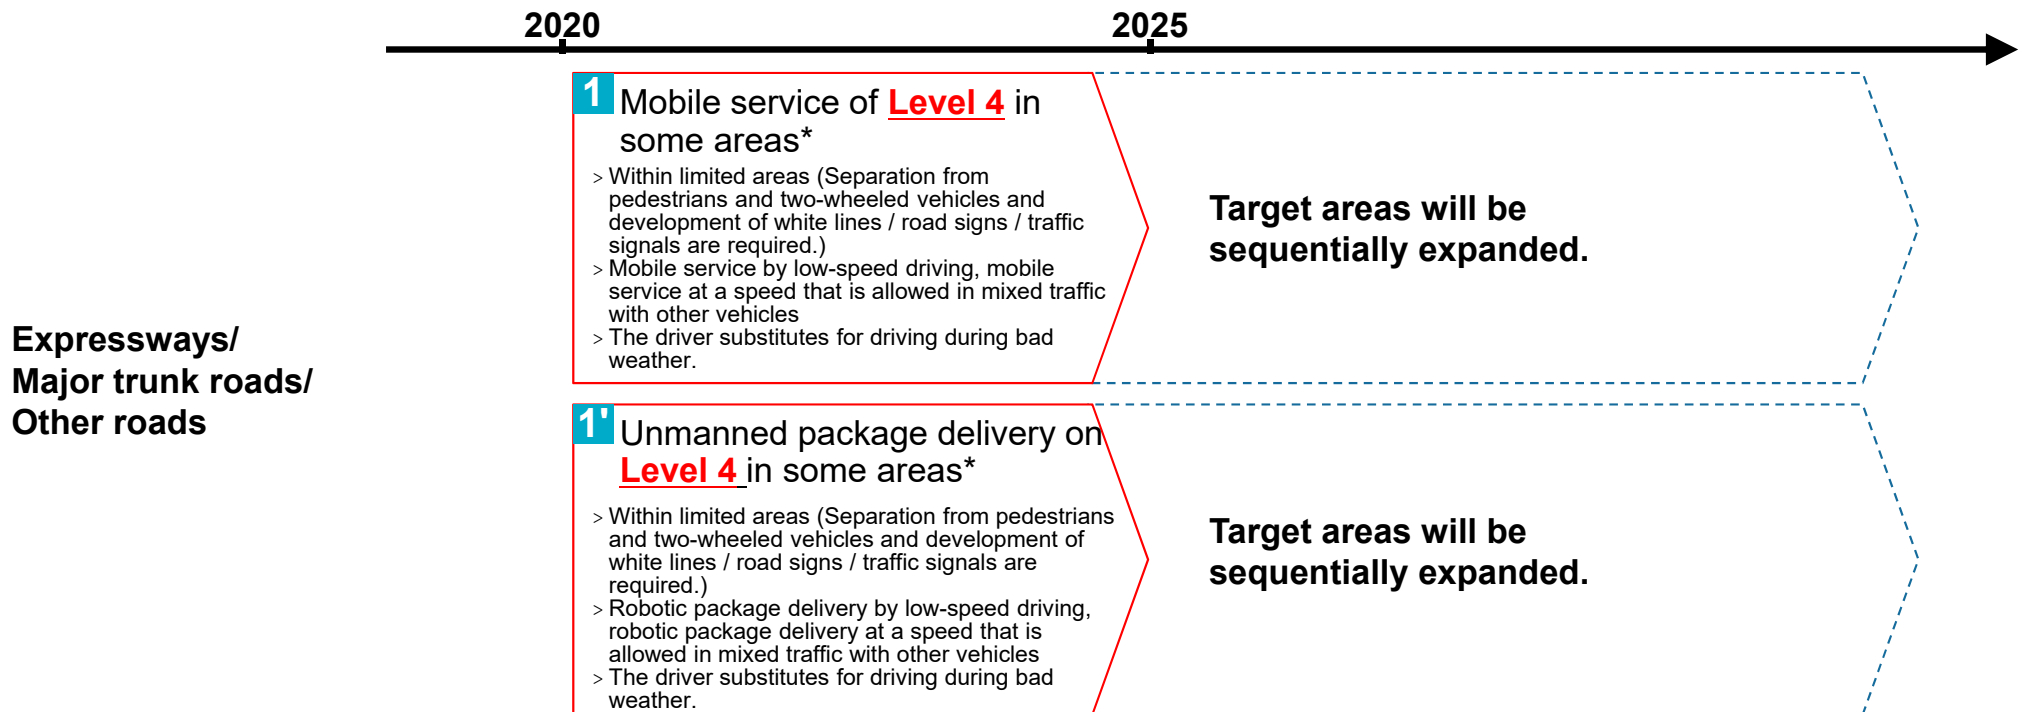 2020
2025
1
Mobile service of Level 4 in
some areas*
> Within limited areas (Separation from
pedestrians and two-wheeled vehicles and
development of white lines / road signs / traffic
signals are required.)
> Mobile service by low-speed driving, mobile
service at a speed that is allowed in mixed traffic
with other vehicles
> The driver substitutes for driving during bad
weather.
Target areas will be
sequentially expanded.
Expressways/
Major trunk roads/
Other roads
1'
Unmanned package delivery on
Level 4 in some areas*
> Within limited areas (Separation from pedestrians
and two-wheeled vehicles and development of
white lines / road signs / traffic signals are
required.)
> Robotic package delivery by low-speed driving,
robotic package delivery at a speed that is
allowed in mixed traffic with other vehicles
> The driver substitutes for driving during bad
weather.
Target areas will be
sequentially expanded.